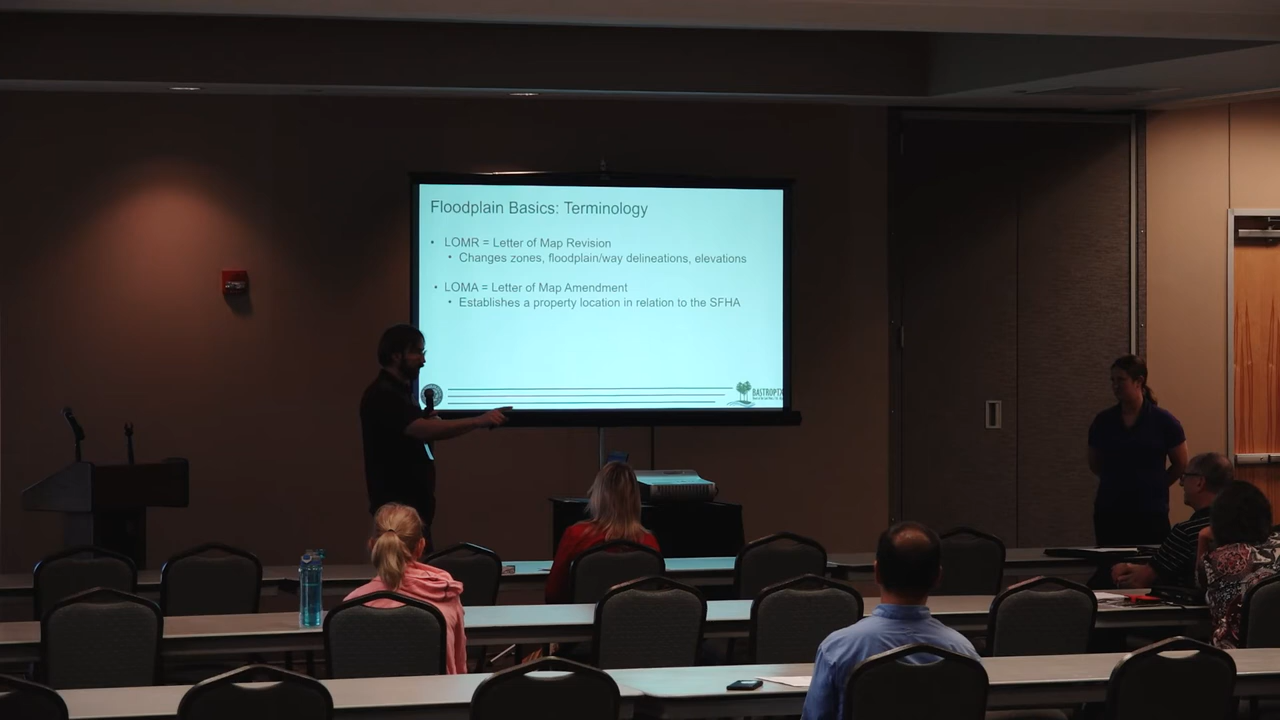 Floodplain Basics: Terminology
• LOMR = Letter of Map Revision
• Changes zones, floodplain/way delineations, elevations
• LOMA = Letter of Map Amendment
• Establishes a property location in relation to the SFHA